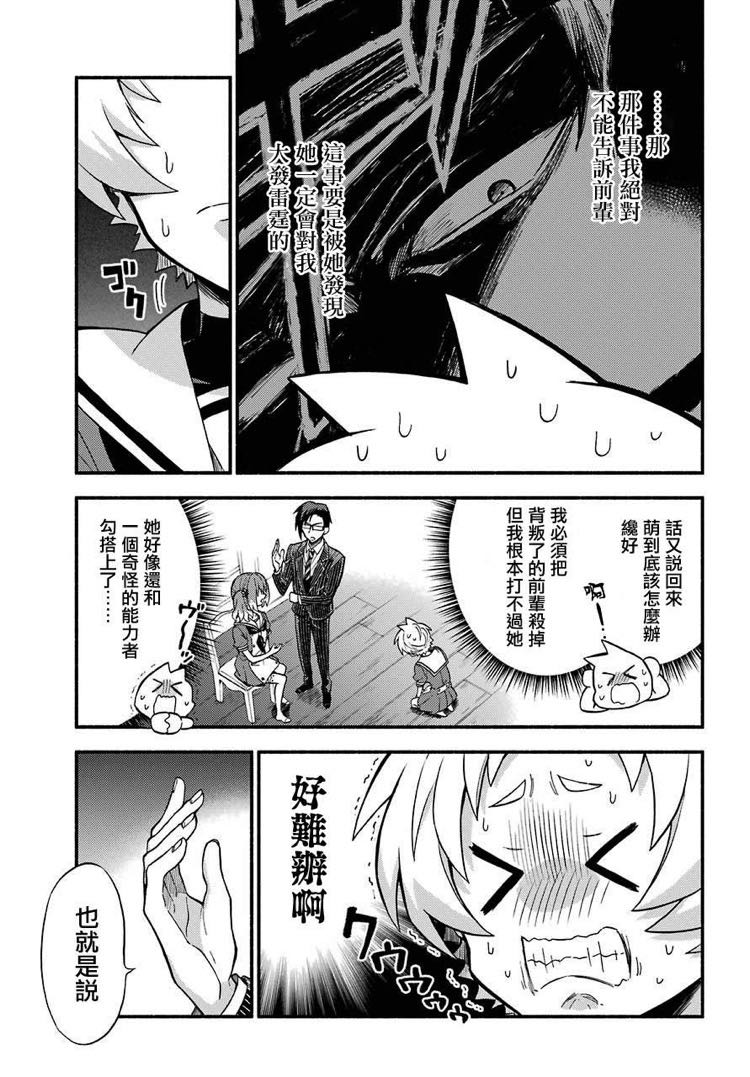 ……那
那件事我絕對
不能告訴前輩
這事要是被她發現
她一定會對我
大發雷霆的
ゴク
話又說回來
萌到底該怎麼辦
纔好
啊ー!
我必須把
背叛了的前輩殺掉
但我根本打不過她
她好像還和
一個奇怪的能力者
勾搭上了……
ヴ〜ッ
好難辦啊
クウウゥゥ
也就是說